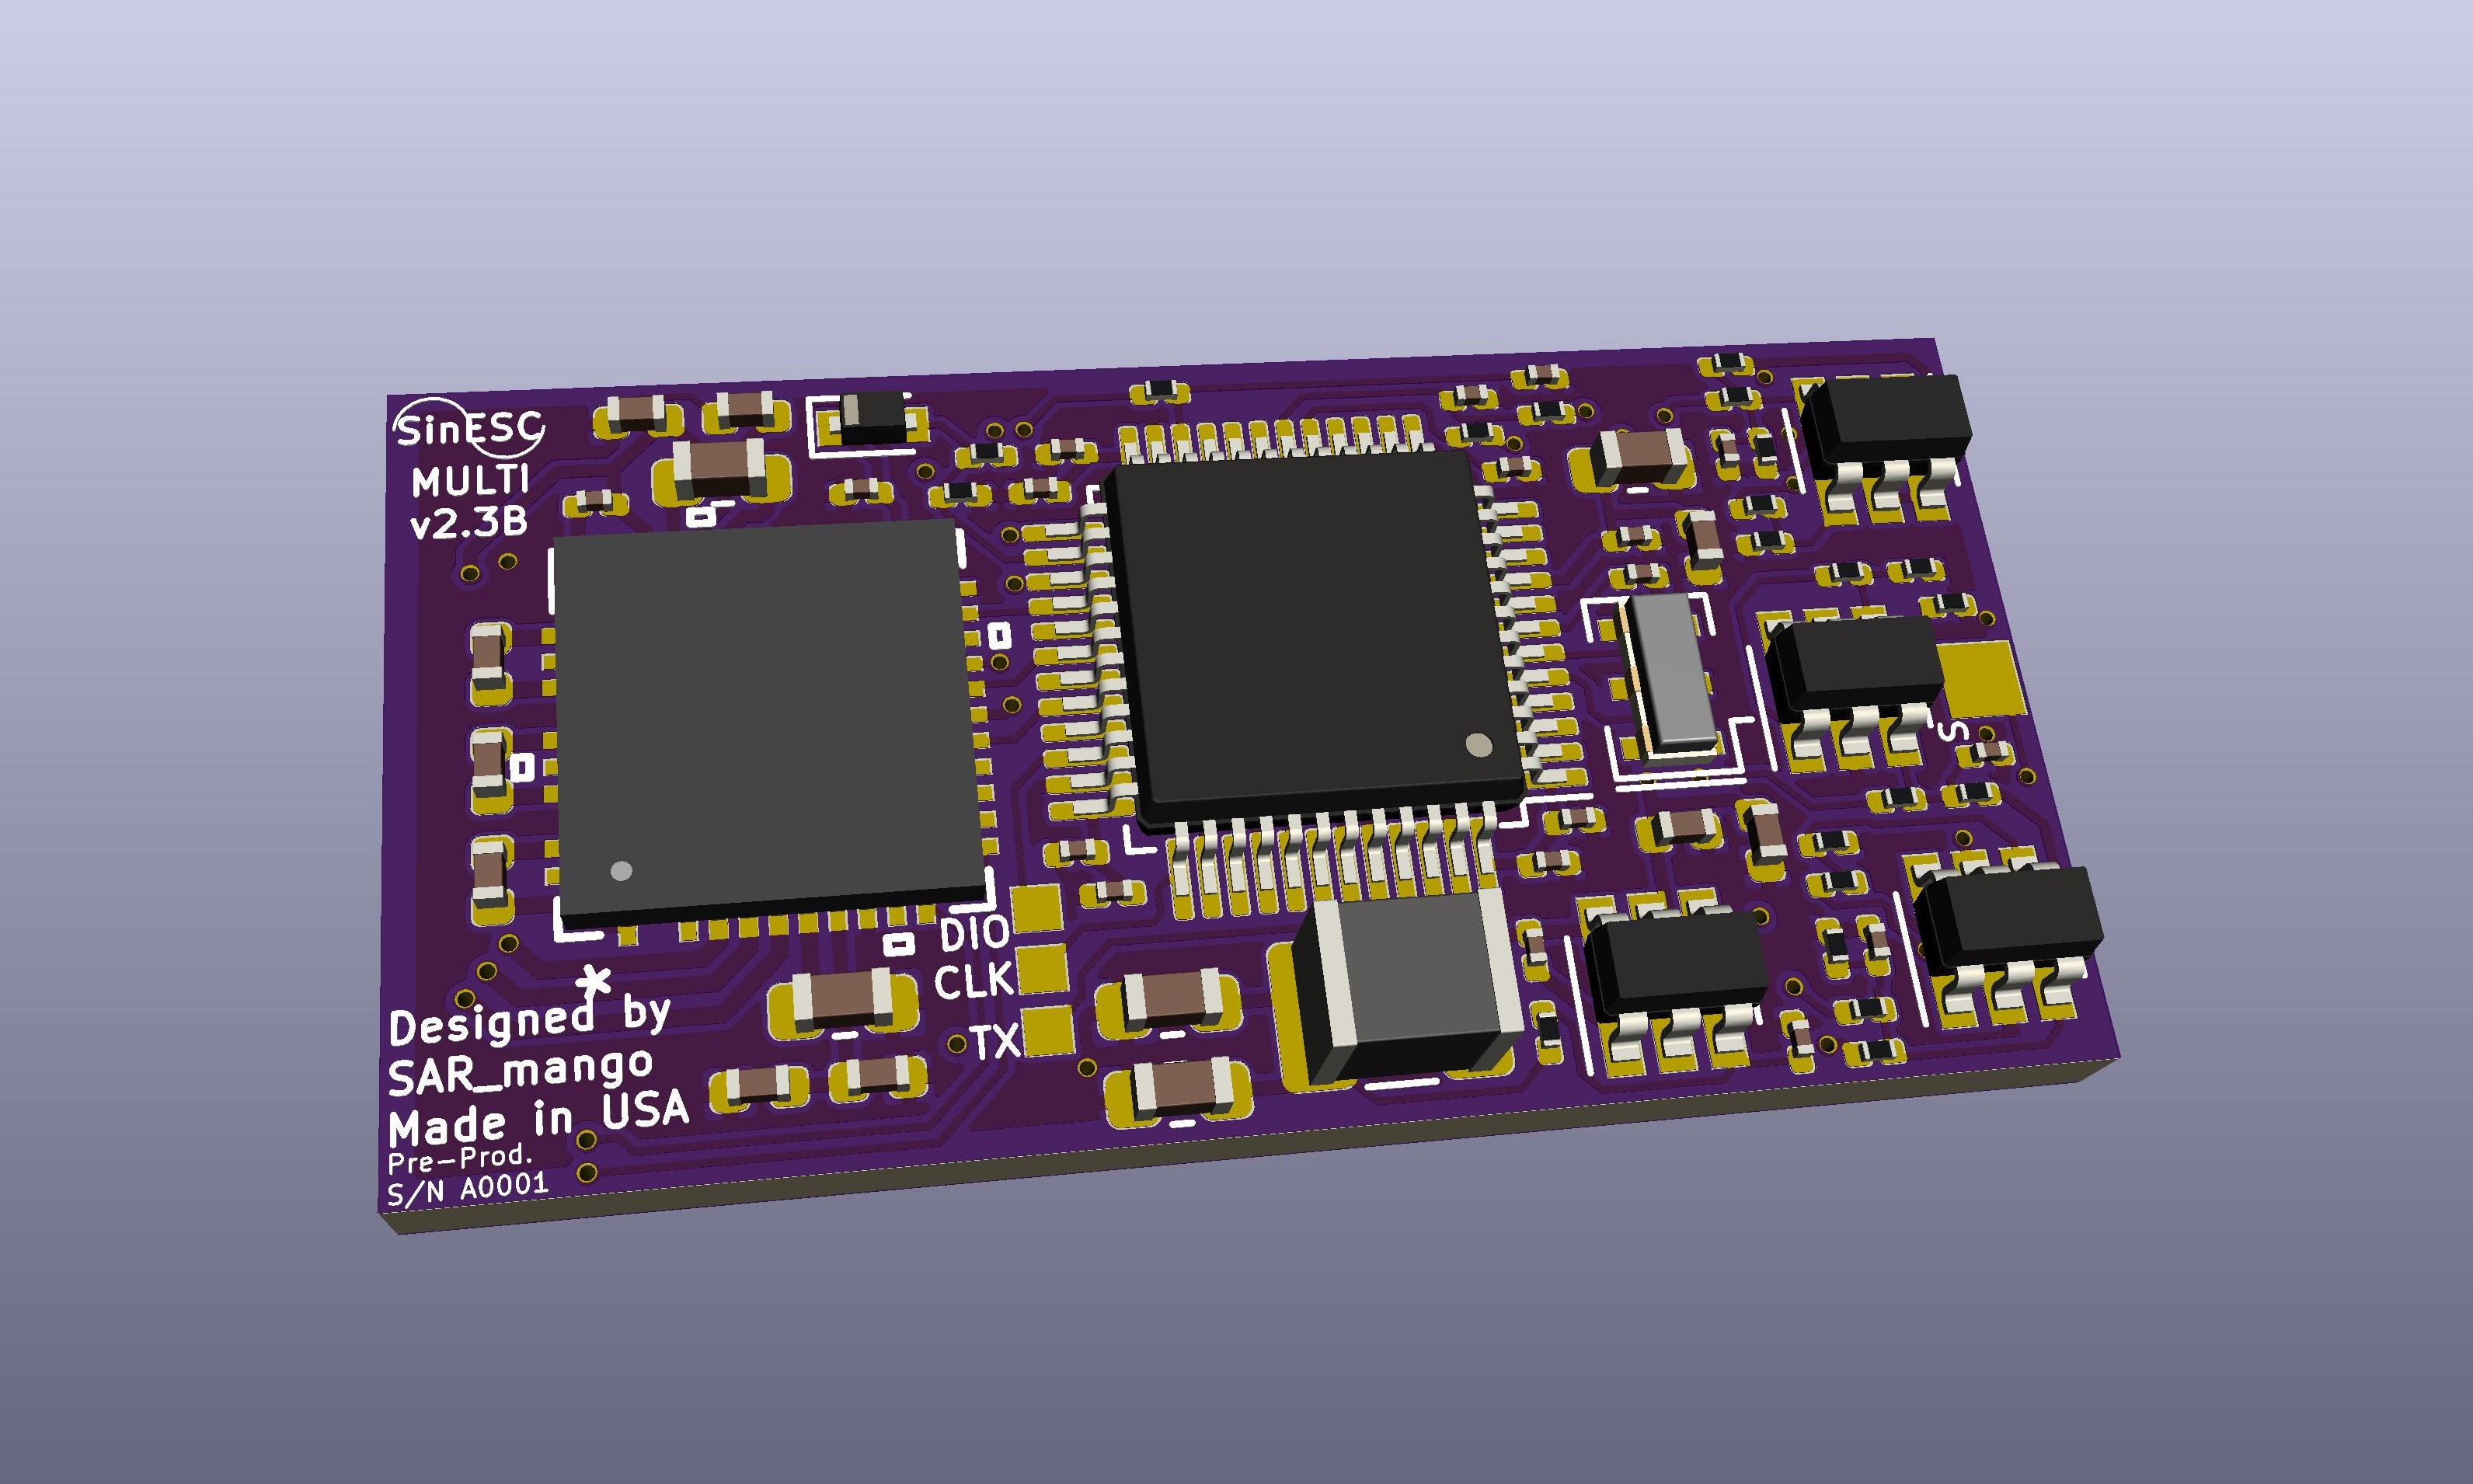 SinESC
MULTI
v2.3B
DIO
CLK
TX
S
*
Designed by
SAR_mango
Made in USA
Pre-Prod.
S/N A0001